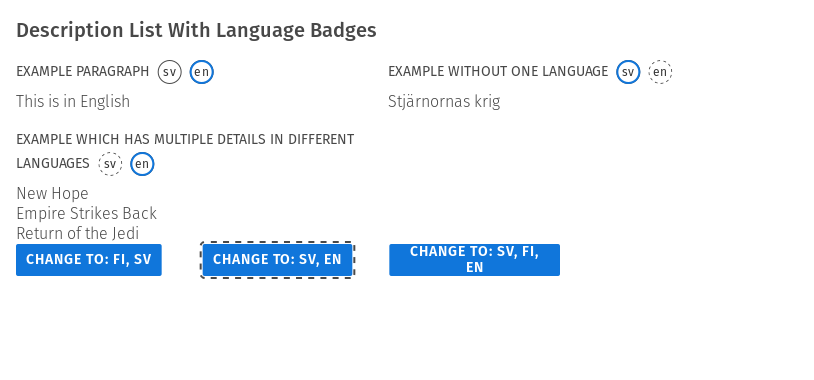 Description List With Language Badges
EXAMPLE PARAGRAPH sv en
This is in English
EXAMPLE WITHOUT ONE LANGUAGE sv en
Stjärnornas krig
EXAMPLE WHICH HAS MULTIPLE DETAILS IN DIFFERENT
LANGUAGES sv en
New Hope
Empire Strikes Back
Return of the Jedi
CHANGE TO: FI, SV
CHANGE TO: SV, EN
CHANGE TO: SV, FI,
EN